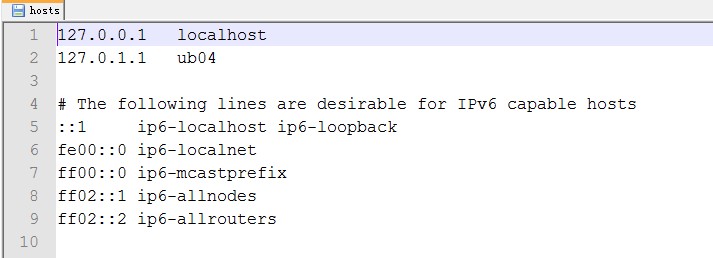 hosts
1 127.0.0.1 localhost
2 127.0.1.1 ub04
3
4 # The following lines are desirable for IPv6 capable hosts
5 ::1 ip6-localhost ip6-loopback
6 fe00::0 ip6-localnet
7 ff00::0 ip6-mcastprefix
8 ff02::1 ip6-allnodes
9 ff02::2 ip6-allrouters
10